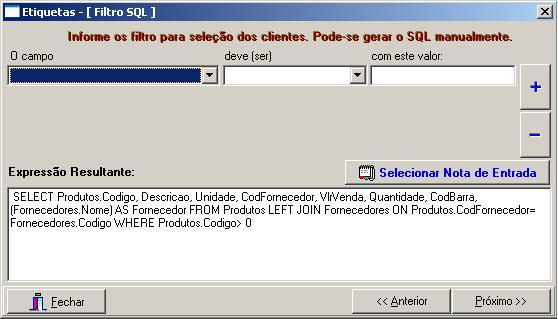 Etiquetas - [ Filtro SQL ]
Informe os filtro para seleção dos clientes. Pode-se gerar o SQL manualmente.
O campo deve (ser) com este valor:
+
-
Expressão Resultante: Selecionar Nota de Entrada
SELECT Produtos.Codigo, Descricao, Unidade, CodFornecedor, VlrVenda, Quantidade, CodBarra,
(Fornecedores.Nome) AS Fornecedor FROM Produtos LEFT JOIN Fornecedores ON Produtos.CodFornecedor=
Fornecedores.Codigo WHERE Produtos.Codigo> 0
Fechar << Anterior Próximo >>